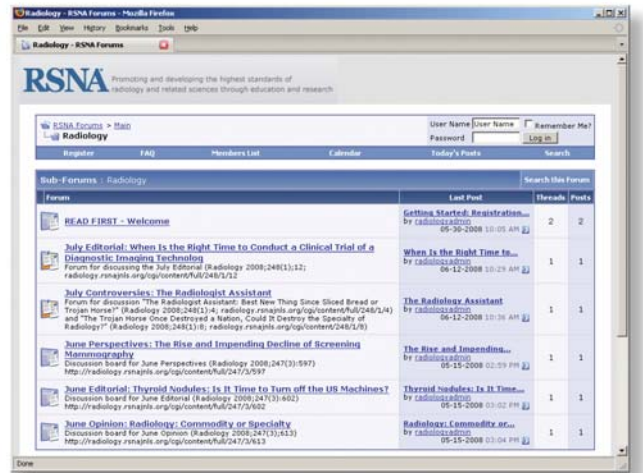 Radiology - RSNA Forums - Mozilla Firefox
File Edit View History Bookmarks Tools Help
Radiology - RSNA Forums
RSNA Promoting and developing the highest standards of
radiology and related sciences through education and research
RSNA Forums > Main
Radiology
User Name User Name Remember Me?
Password Log in
Register FAQ Members List Calendar Today's Posts Search
Sub-Forums : Radiology Search this Forum
Forum Last Post Threads Posts
READ FIRST - Welcome
Getting Started: Registration...
by radiologyadmin
05-30-2008 10:05 AM
2 2
July Editorial: When Is the Right Time to Conduct a Clinical Trial of a
Diagnostic Imaging Technolog
Forum for discussing the July Editorial (Radiology 2008;248(1);12;
radiology.rsnajnls.org/cgi/content/full/248/1/12
When Is the Right Time to...
by radiologyadmin
06-12-2008 10:29 AM
1 1
July Controversies: The Radiologist Assistant
Forum for discussion "The Radiologist Assistant: Best New Thing Since Sliced Bread or
Trojan Horse?" (Radiology 2008;248(1):4; radiology.rsnajnls.org/cgi/content/full/248/1/4)
and "The Trojan Horse Once Destroyed a Nation, Could It Destroy the Specialty of
Radiology?" (Radiology 2008;248(1):8; radiology.rsnajnls.org/cgi/content/full/248/1/8)
The Radiology Assistant
by radiologyadmin
06-12-2008 10:36 AM
1 1
June Perspectives: The Rise and Impending Decline of Screening
Mammography
Discussion board for June Perspectives (Radiology 2008;247(3):597)
http://radiology.rsnajnls.org/cgi/content/full/247/3/597
The Rise and Impending...
by radiologyadmin
05-15-2008 02:59 PM
1 1
June Editorial: Thyroid Nodules: Is It Time to Turn off the US Machines?
Discussion board for June Editorial (Radiology 2008;247(3):602)
http://radiology.rsnajnls.org/cgi/content/full/247/3/602
Thyroid Nodules: Is It Time...
by radiologyadmin
05-15-2008 03:02 PM
1 1
June Opinion: Radiology: Commodity or Specialty
Discussion board for June Opinion (Radiology 2008;247(3);613)
http://radiology.rsnajnls.org/cgi/content/full/247/3/613
Radiology: Commodity or...
by radiologyadmin
05-15-2008 03:04 PM
1 1
Done